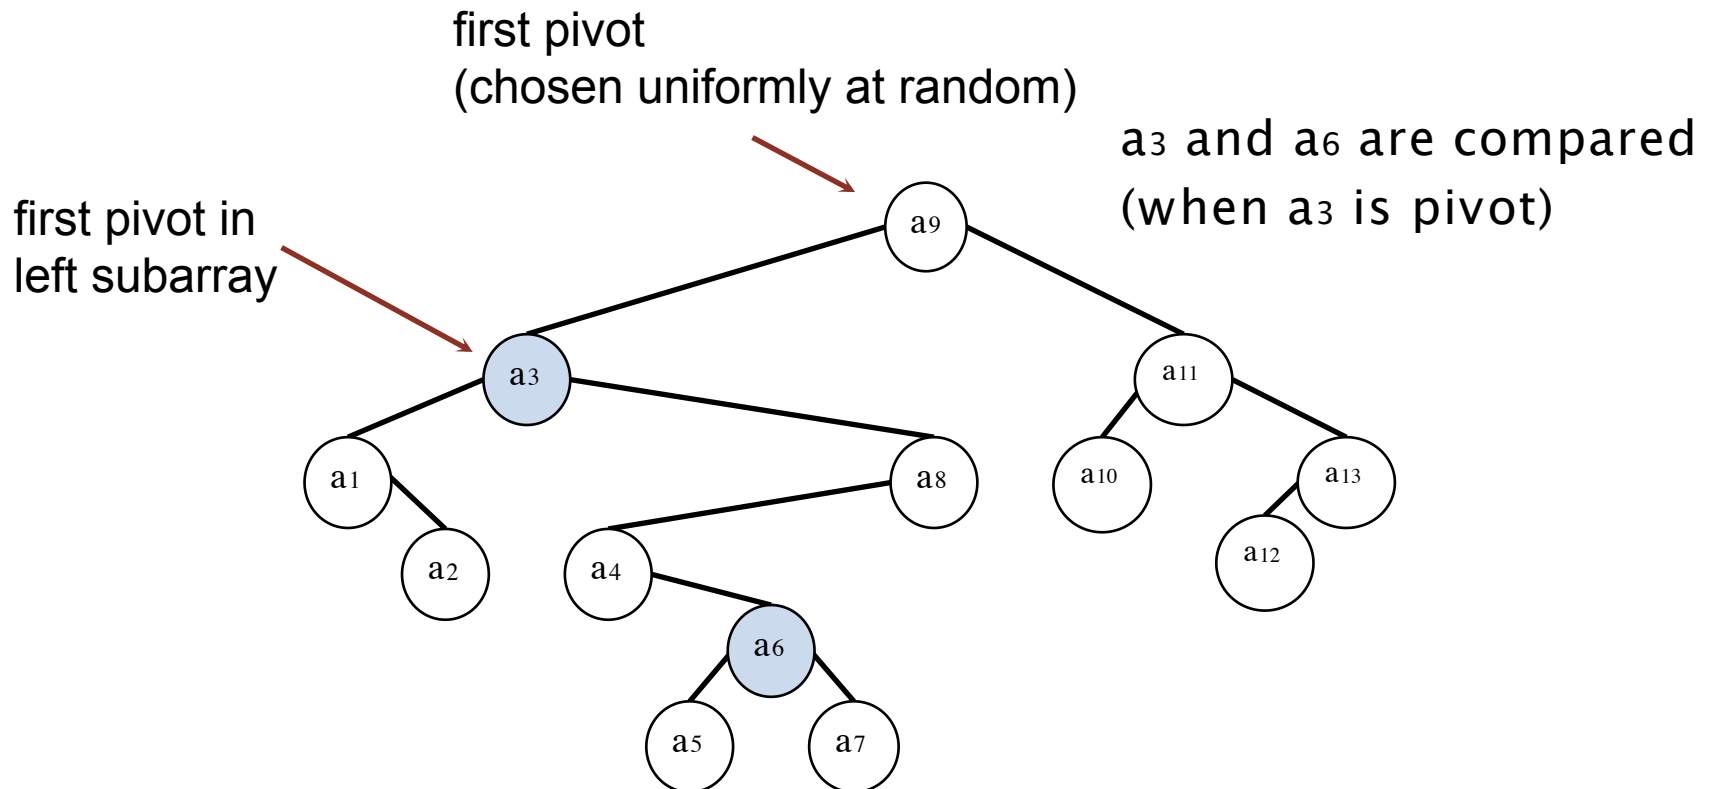 first pivot
(chosen uniformly at random)
a3 and a6 are compared
(when a3 is pivot)
first pivot in
left subarray
a9
a3
a11
a1
a8
a10
a13
a2
a4
a12
a6
a5
a7